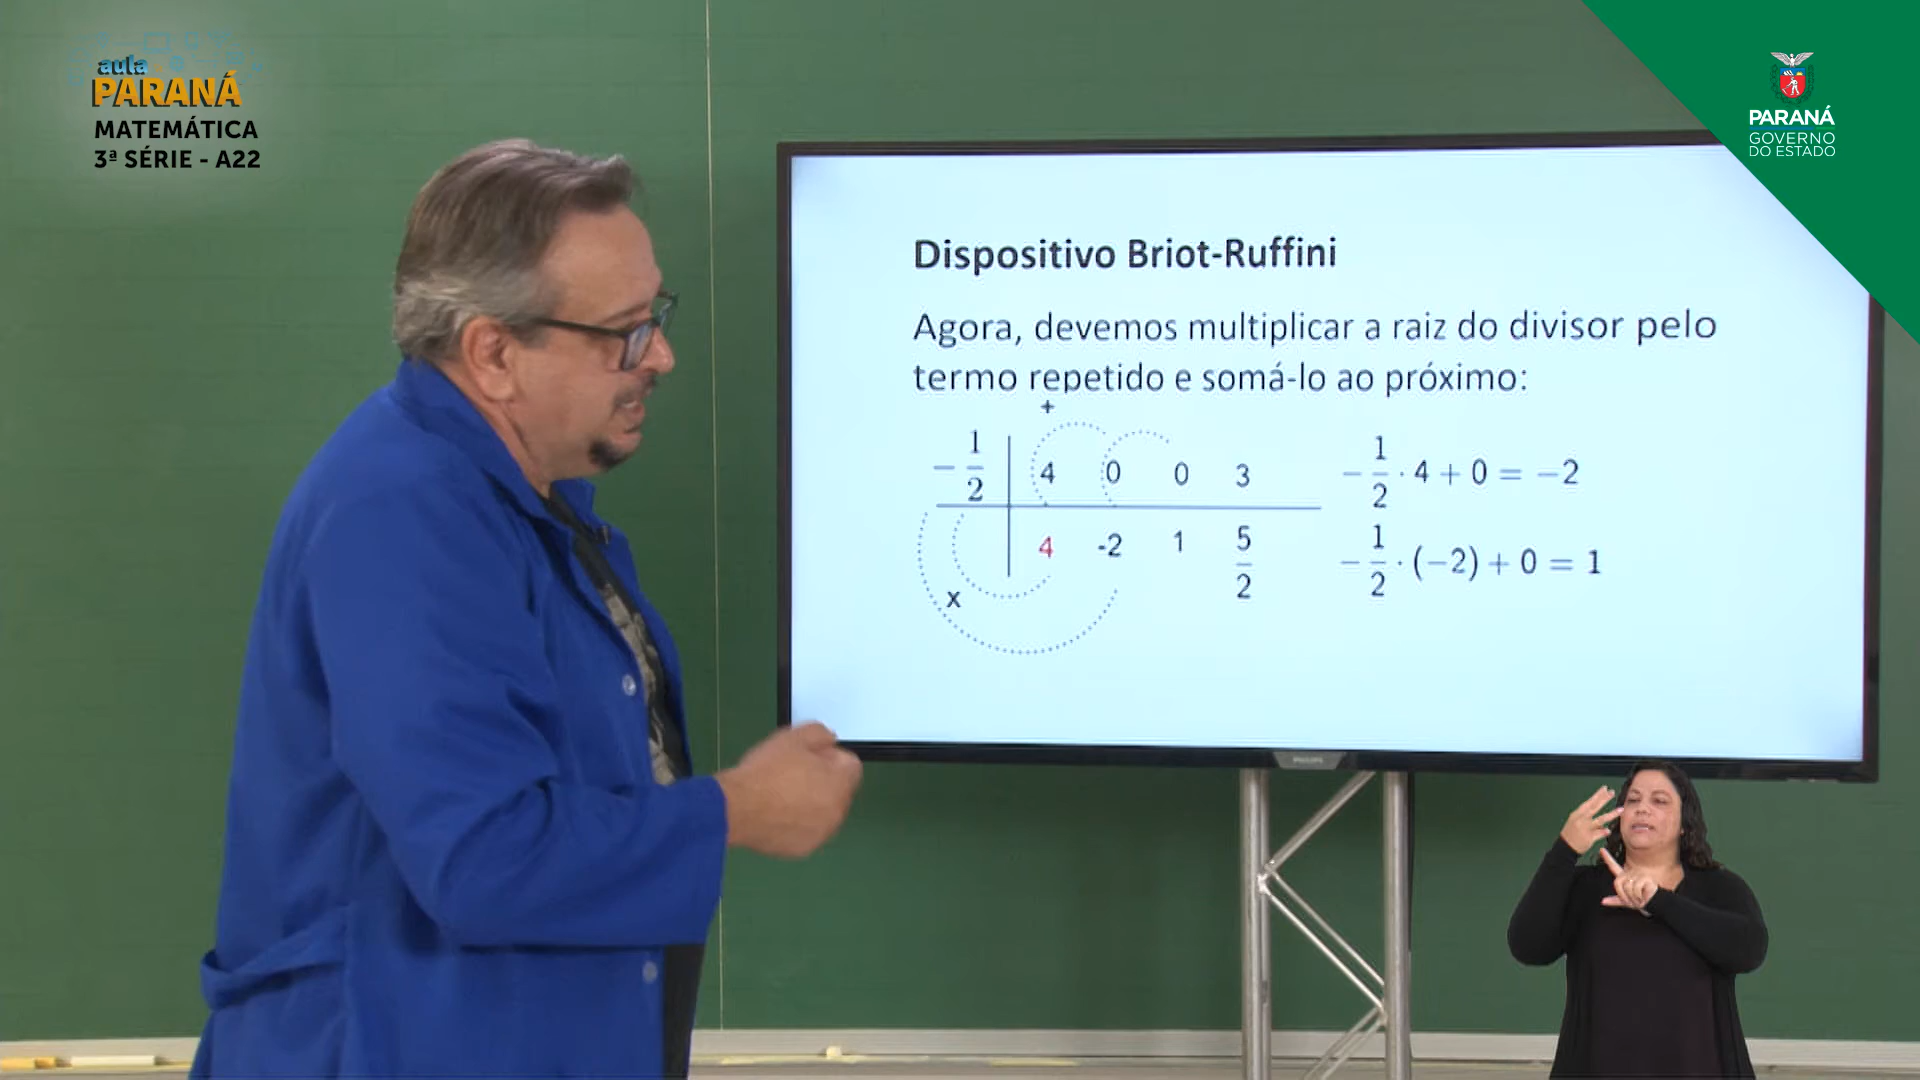 aula
PARANÁ
MATEMÁTICA
3ª SÉRIE - A22
PARANÁ
GOVERNO
DO ESTADO
Dispositivo Briot-Ruffini
Agora, devemos multiplicar a raiz do divisor pelo
termo repetido e somá-lo ao próximo:
+
-1/2 | 4 0 0 3
4 -2 1 5/2
x
-1/2 · 4 + 0 = -2
-1/2 · (-2) + 0 = 1
PHILIPS